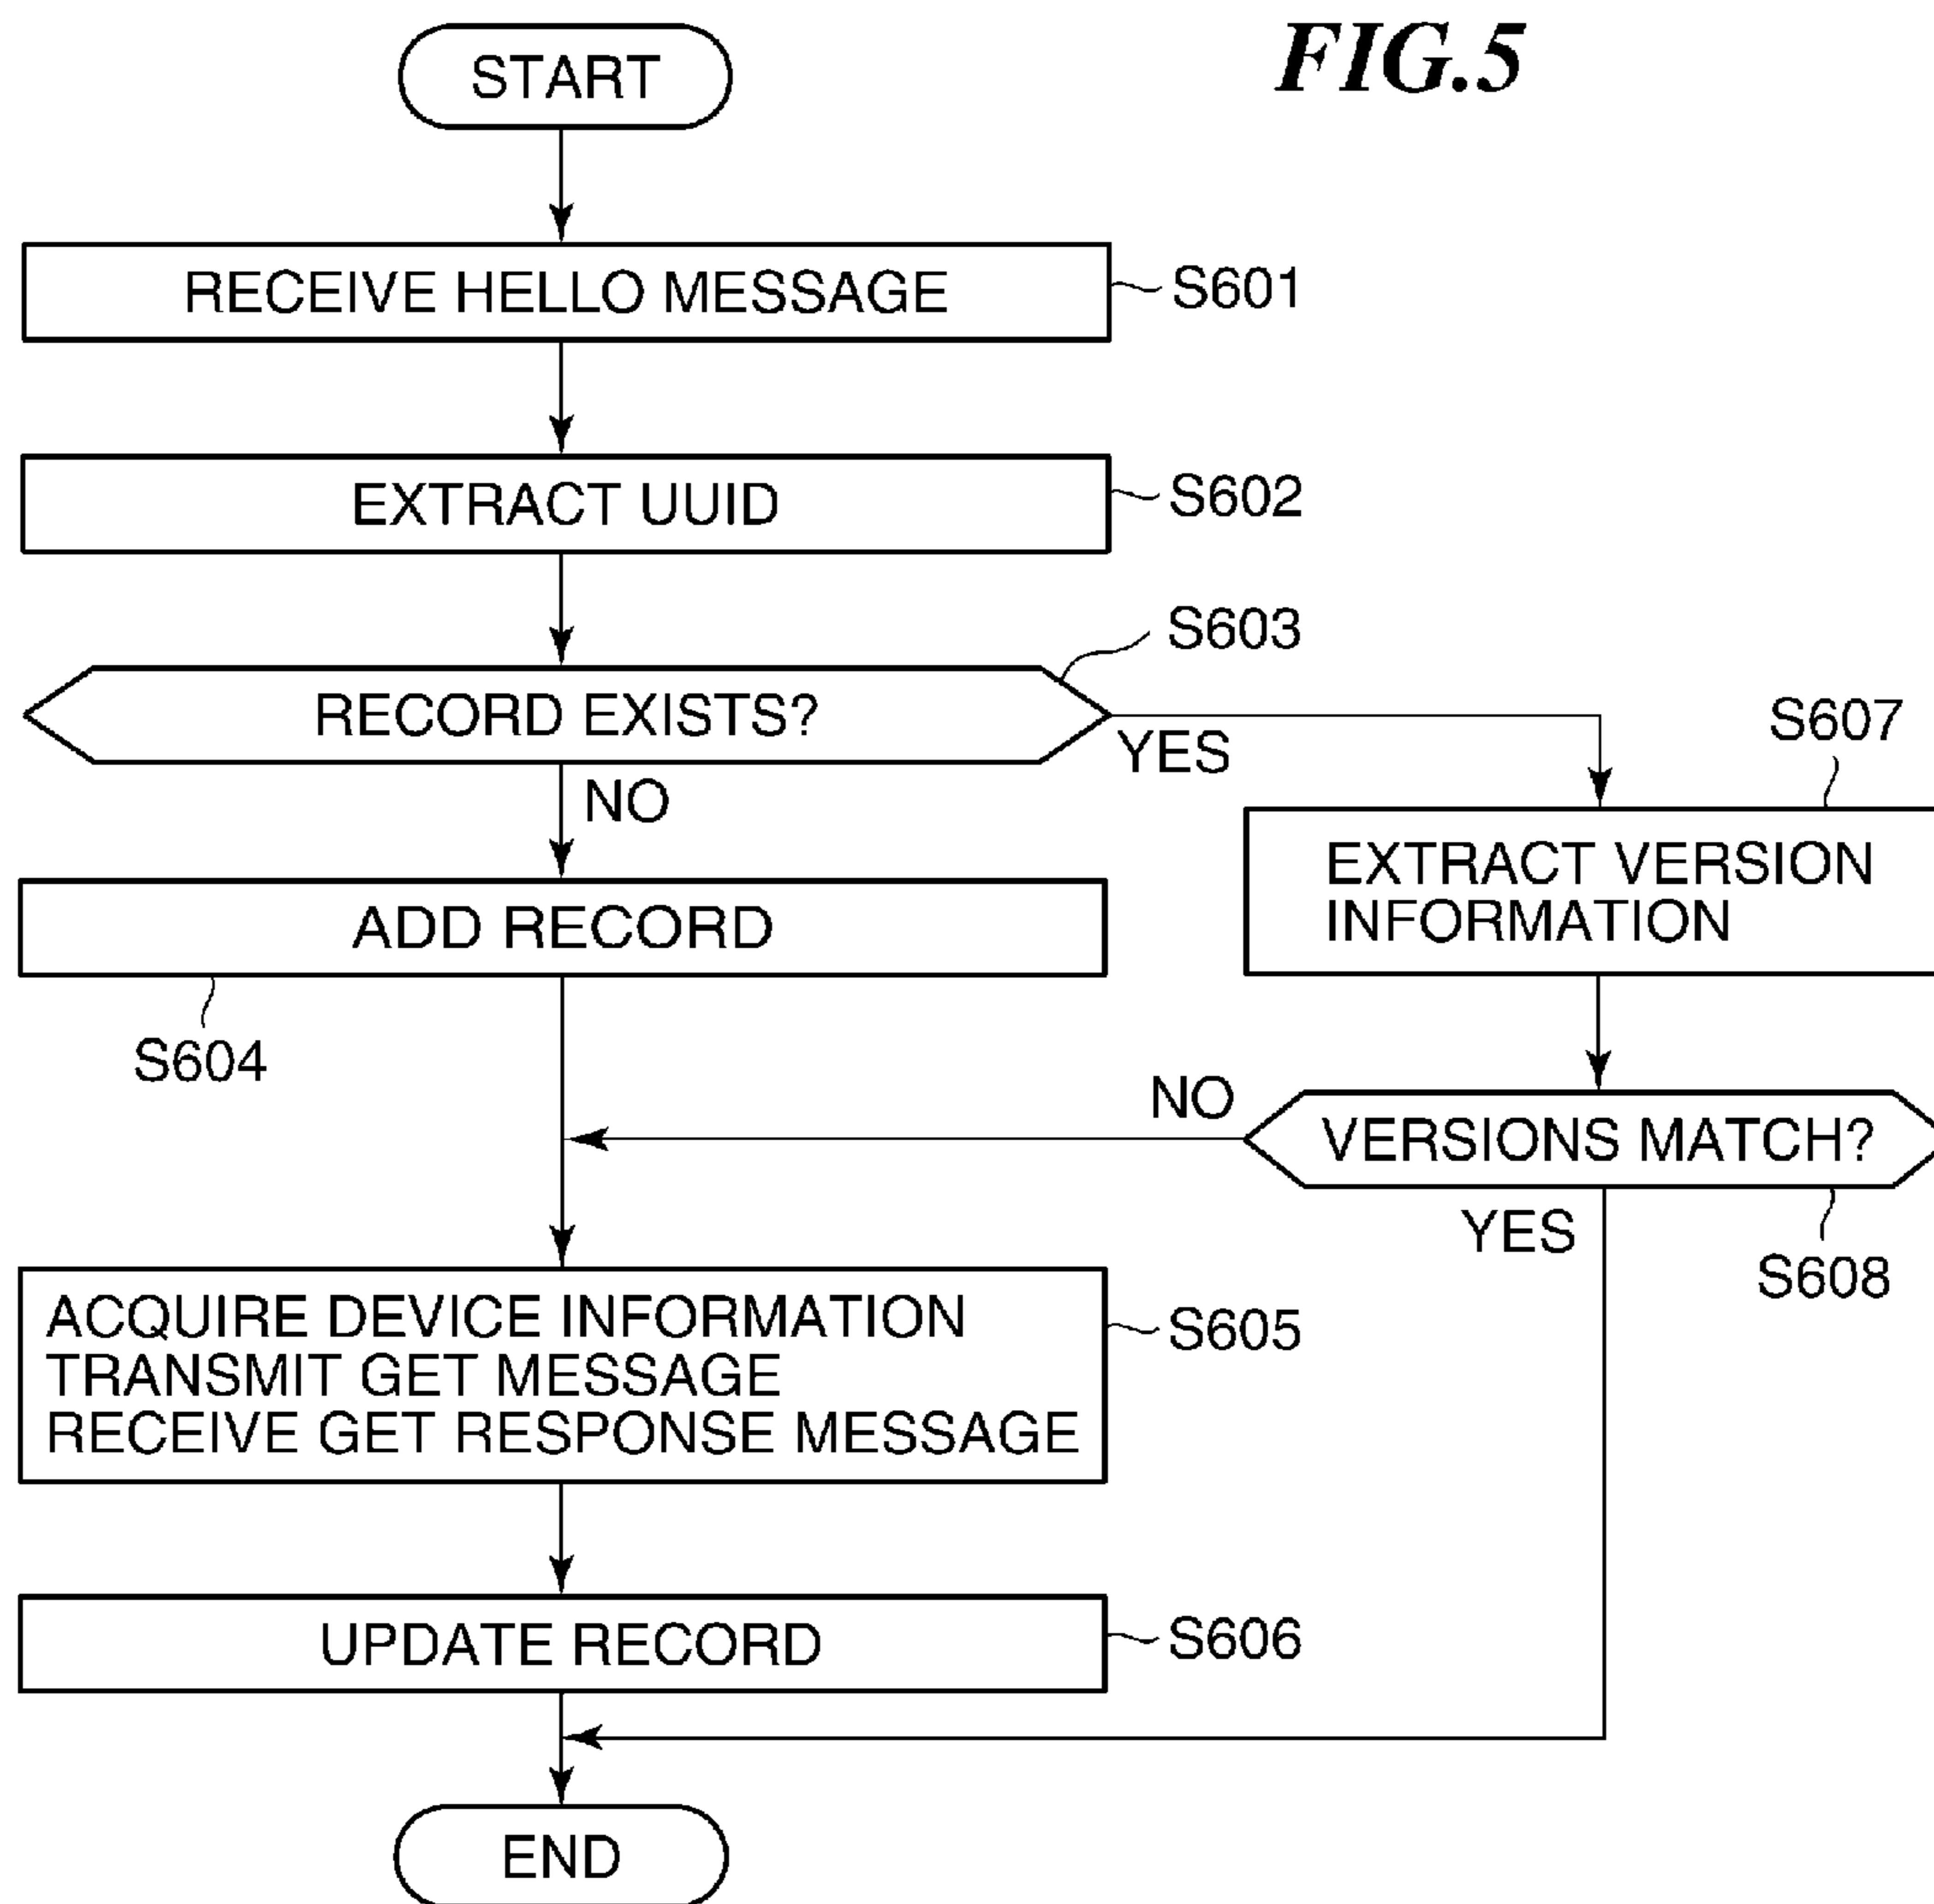 FIG.5
START
RECEIVE HELLO MESSAGE
S601
EXTRACT UUID
S602
S603
RECORD EXISTS?
YES
NO
S607
EXTRACT VERSION
INFORMATION
ADD RECORD
S604
NO
VERSIONS MATCH?
YES
S608
ACQUIRE DEVICE INFORMATION
TRANSMIT GET MESSAGE
RECEIVE GET RESPONSE MESSAGE
S605
UPDATE RECORD
S606
END